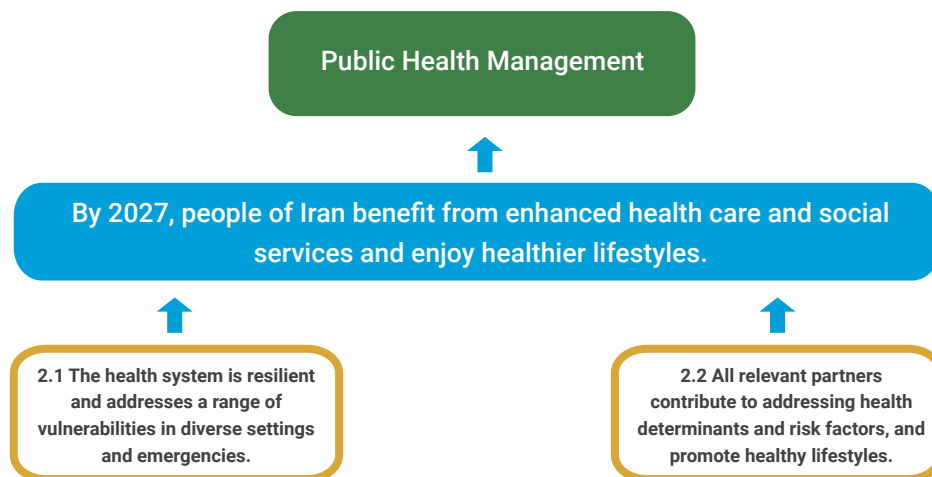 Public Health Management
By 2027, people of Iran benefit from enhanced health care and social
services and enjoy healthier lifestyles.
2.1 The health system is resilient
and addresses a range of
vulnerabilities in diverse settings
and emergencies.
2.2 All relevant partners
contribute to addressing health
determinants and risk factors, and
promote healthy lifestyles.